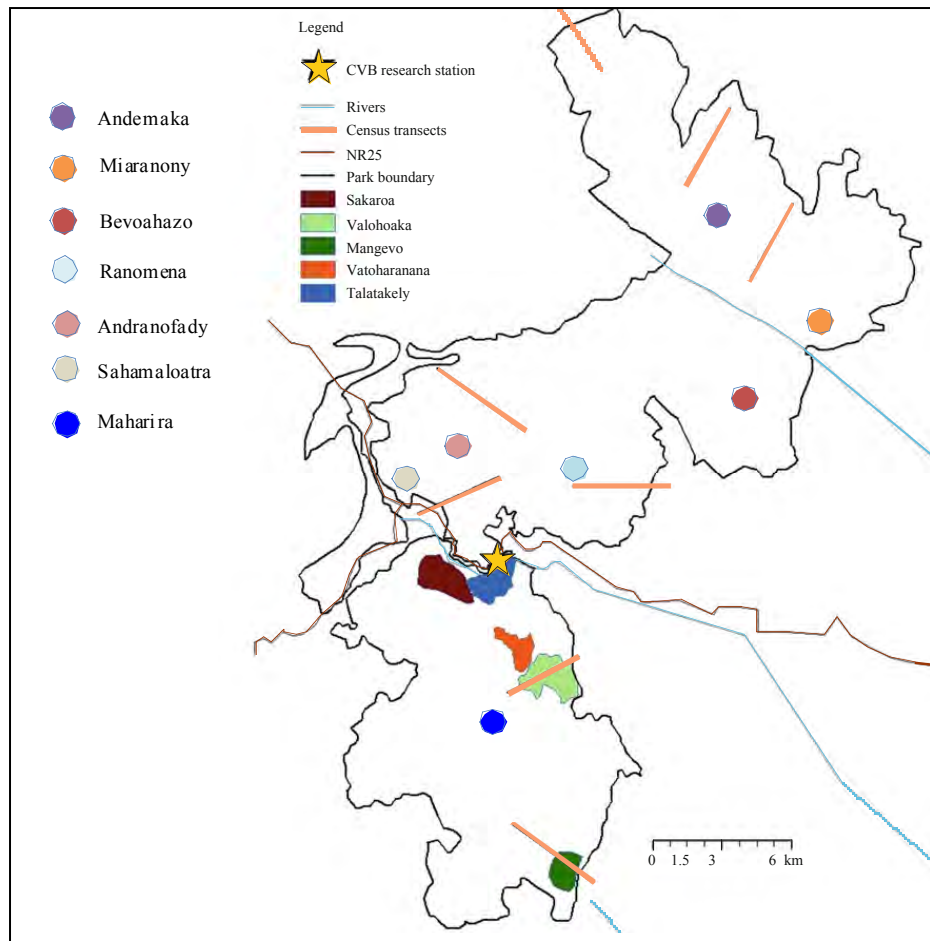 Legend
CVB research station
Rivers
Census transects
NR25
Park boundary
Sakaroa
Valohoaka
Mangevo
Vatoharanana
Talatakely
Andemaka
Miaranony
Bevoahazo
Ranomena
Andranofady
Sahamaloatra
Maharira
0 1.5 3 6 km